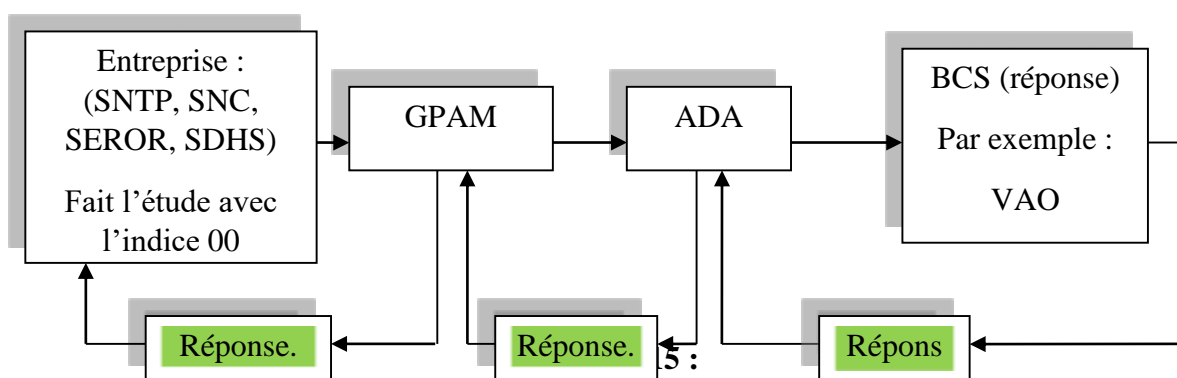 Entreprise :
(SNTP, SNC,
SEROR, SDHS)
Fait l’étude avec
l’indice 00
GPAM
ADA
BCS (réponse)
Par exemple :
VAO
Réponse.
Réponse.
Répons
5 :